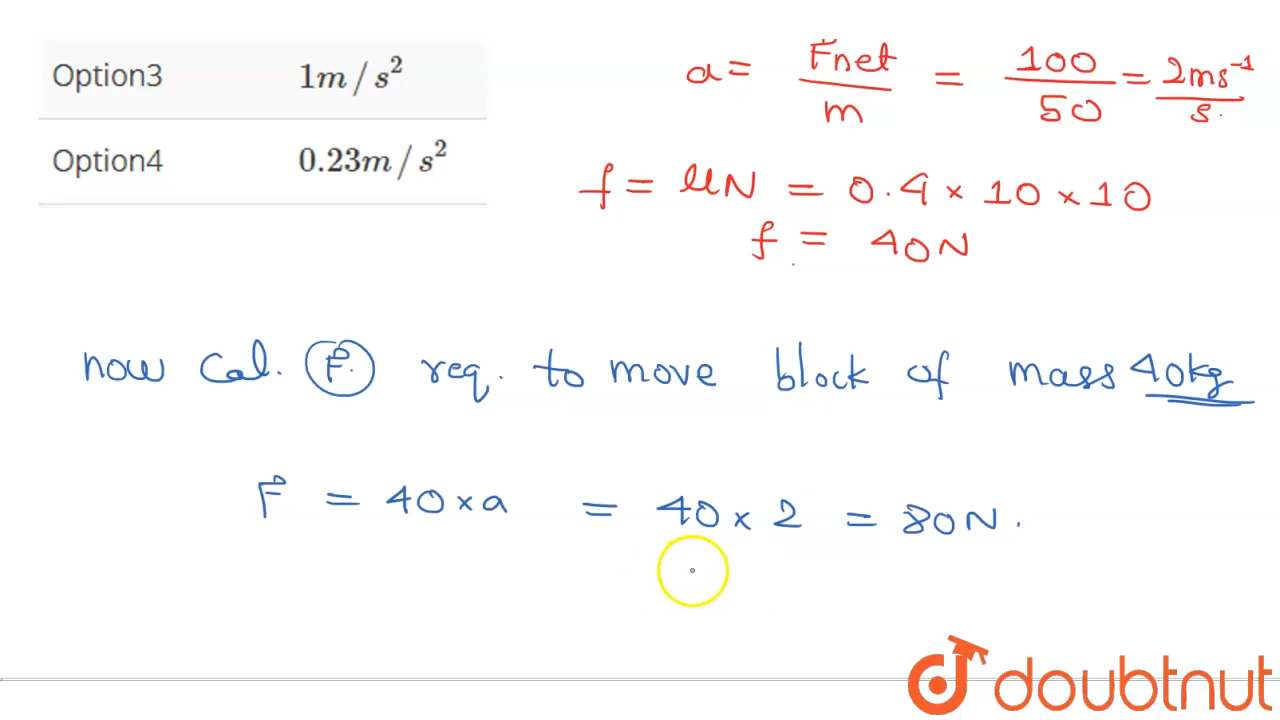 Option3 1m/s²
Option4 0.23m/s²
a = Fnet/m = 100/50 = 2ms⁻¹/s.
f = μN = 0.4 × 10 × 10
f = 40N
now cal. F. req. to move block of mass 40kg
F = 40×a = 40 × 2 = 80N.
doubtnut